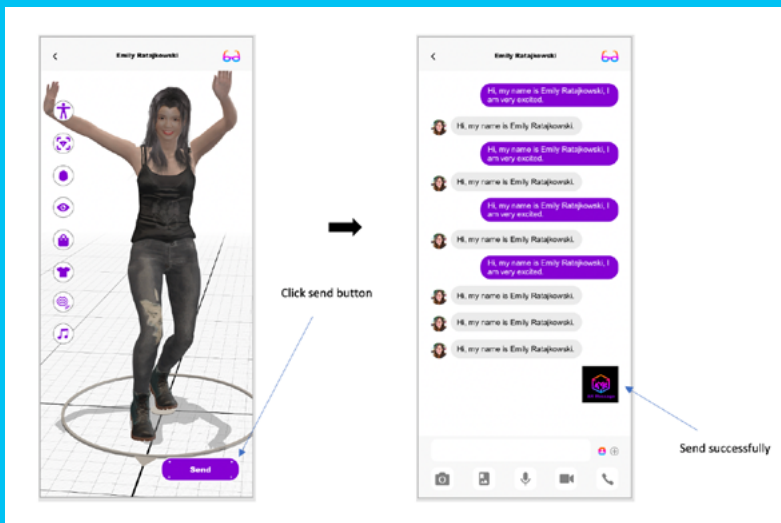 Emily Ratajkowski
Send
Click send button
Emily Ratajkowski
Hi, my name is Emily Ratajkowski, I
am very excited.
Hi, my name is Emily Ratajkowski.
Hi, my name is Emily Ratajkowski, I
am very excited.
Hi, my name is Emily Ratajkowski.
Hi, my name is Emily Ratajkowski, I
am very excited.
Hi, my name is Emily Ratajkowski.
Hi, my name is Emily Ratajkowski, I
am very excited.
Hi, my name is Emily Ratajkowski.
Hi, my name is Emily Ratajkowski.
Hi, my name is Emily Ratajkowski.
Send successfully